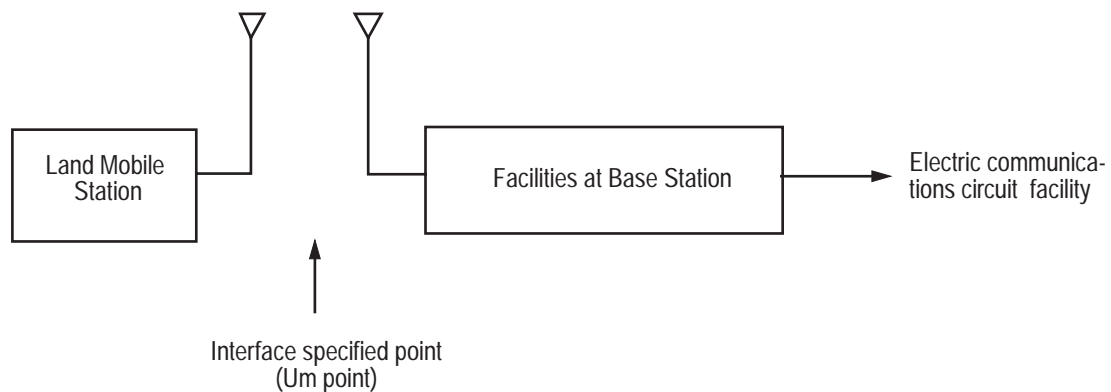 Land Mobile
Station
Facilities at Base Station
Electric communica-
tions circuit facility
Interface specified point
(Um point)